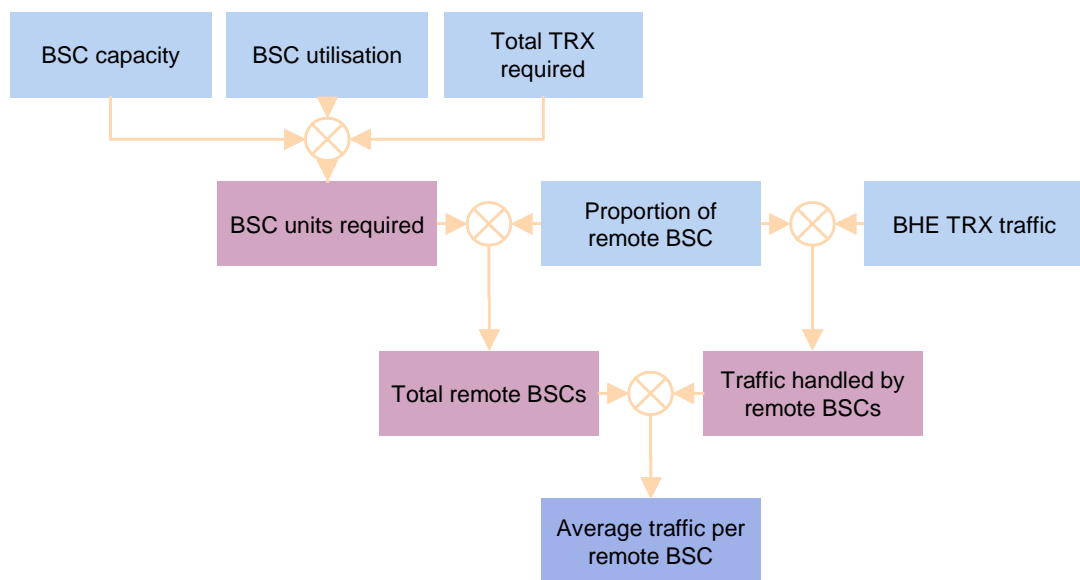 BSC capacity
BSC utilisation
Total TRX
required
BSC units required
Proportion of
remote BSC
BHE TRX traffic
Total remote BSCs
Traffic handled by
remote BSCs
Average traffic per
remote BSC